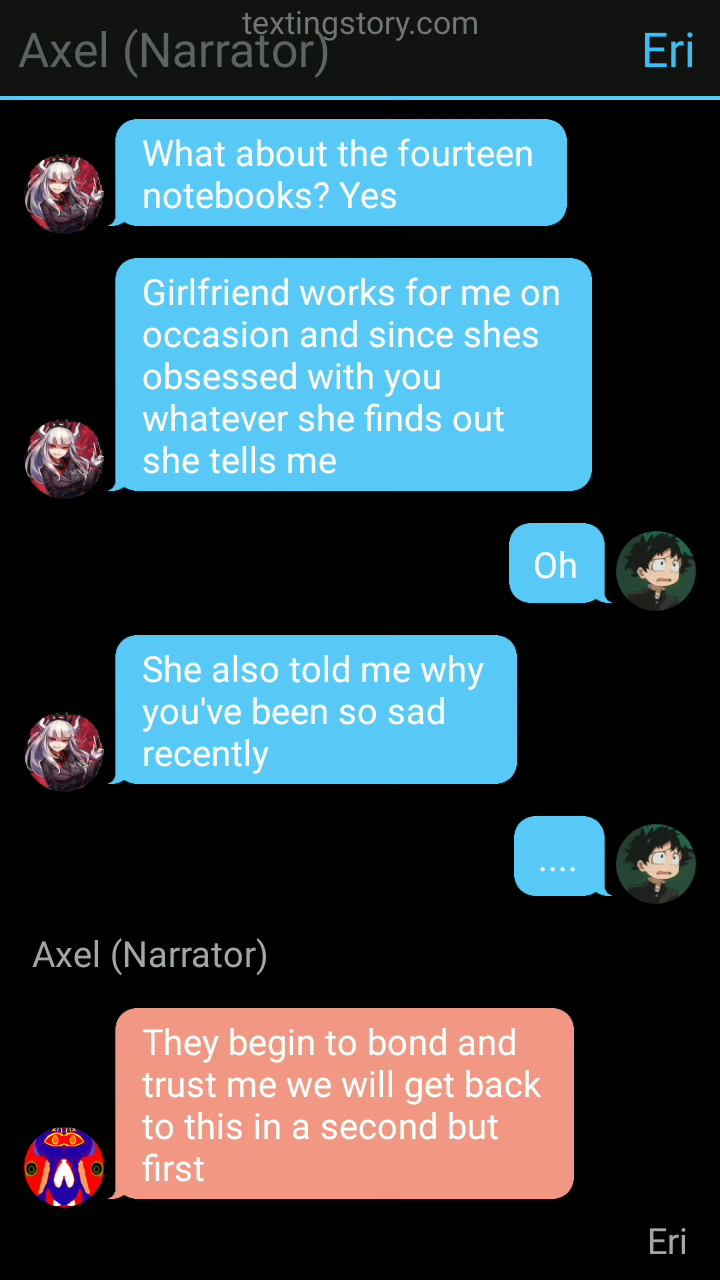 textingstory.com
Axel (Narrator)
Eri
What about the fourteen
notebooks? Yes
Girlfriend works for me on
occasion and since shes
obsessed with you
whatever she finds out
she tells me
Oh
She also told me why
you've been so sad
recently
....
Axel (Narrator)
They begin to bond and
trust me we will get back
to this in a second but
first
Eri